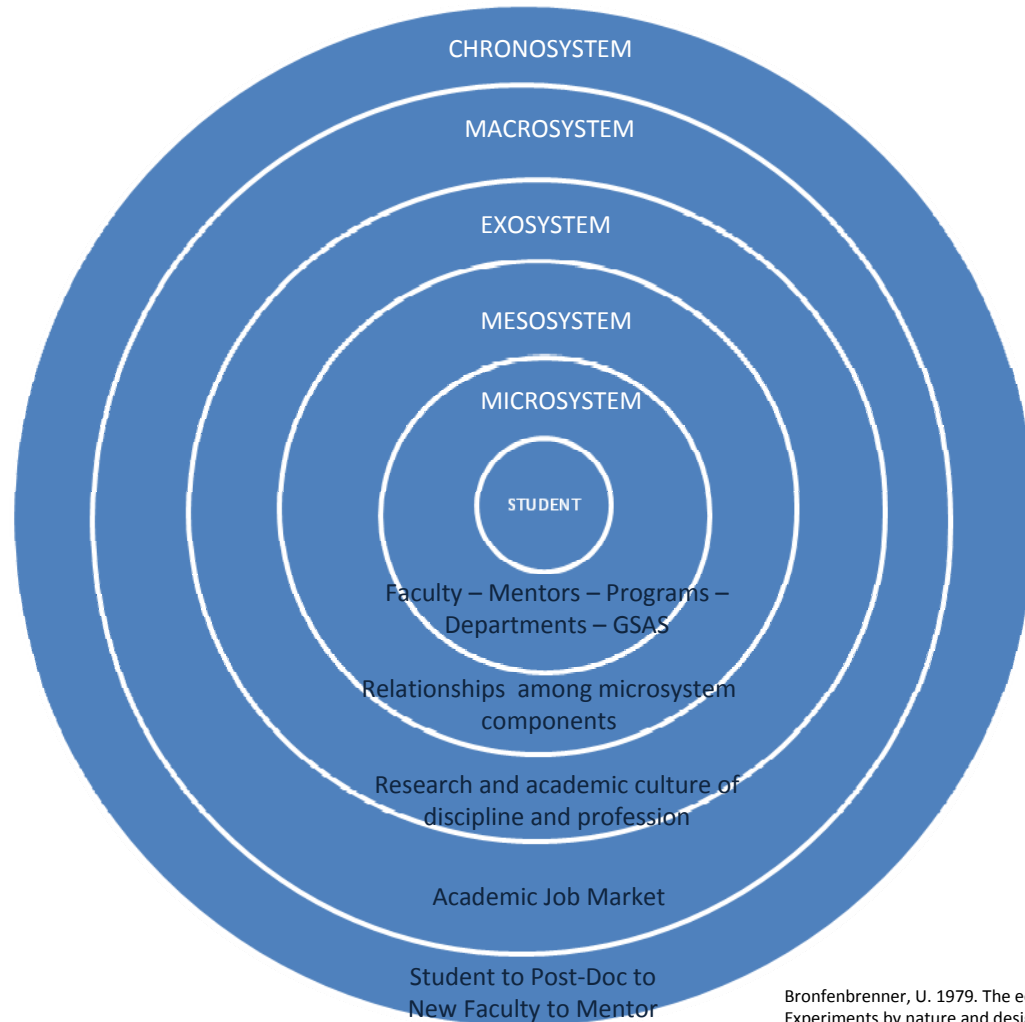 CHRONOSYSTEM
MACROSYSTEM
EXOSYSTEM
MESOSYSTEM
MICROSYSTEM
STUDENT
Faculty – Mentors – Programs –
Departments – GSAS
Relationships among microsystem
components
Research and academic culture of
discipline and profession
Academic Job Market
Student to Post-Doc to
New Faculty to Mentor
Bronfenbrenner, U. 1979. The
Experiments by nature and